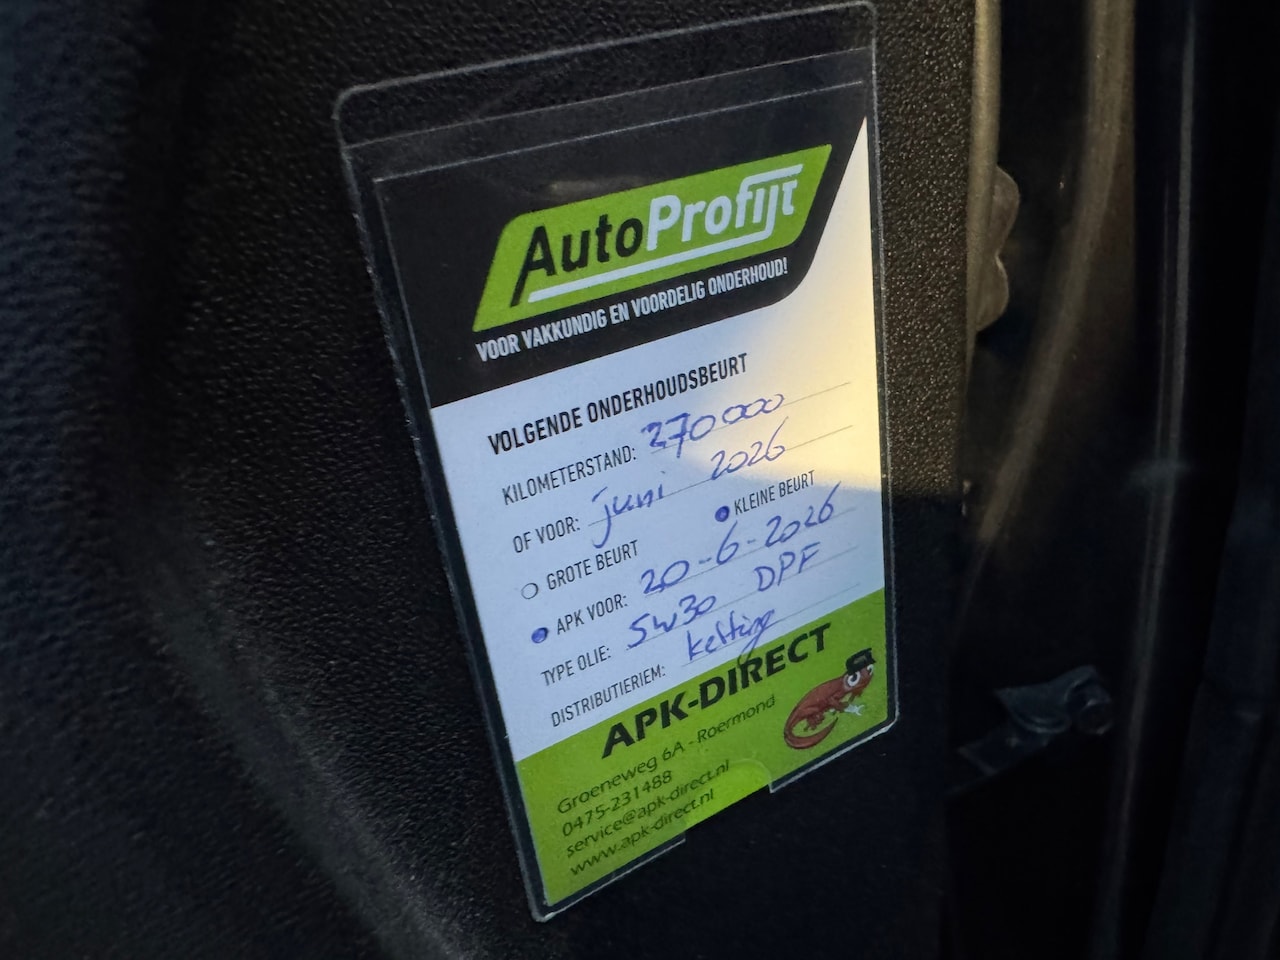 AutoProfijt
VOOR VAKKUNDIG EN VOORDELIG ONDERHOUD!
VOLGENDE ONDERHOUDSBEURT
KILOMETERSTAND: 270000
OF VOOR: juni 2026
GROTE BEURT KLEINE BEURT
APK VOOR: 20-6-2026
TYPE OLIE: 5W30 DPF
DISTRIBUTIERIEM: ketting
APK-DIRECT
Groeneweg 6A - Roermond
0475-231488
service@apk-direct.nl
www.apk-direct.nl